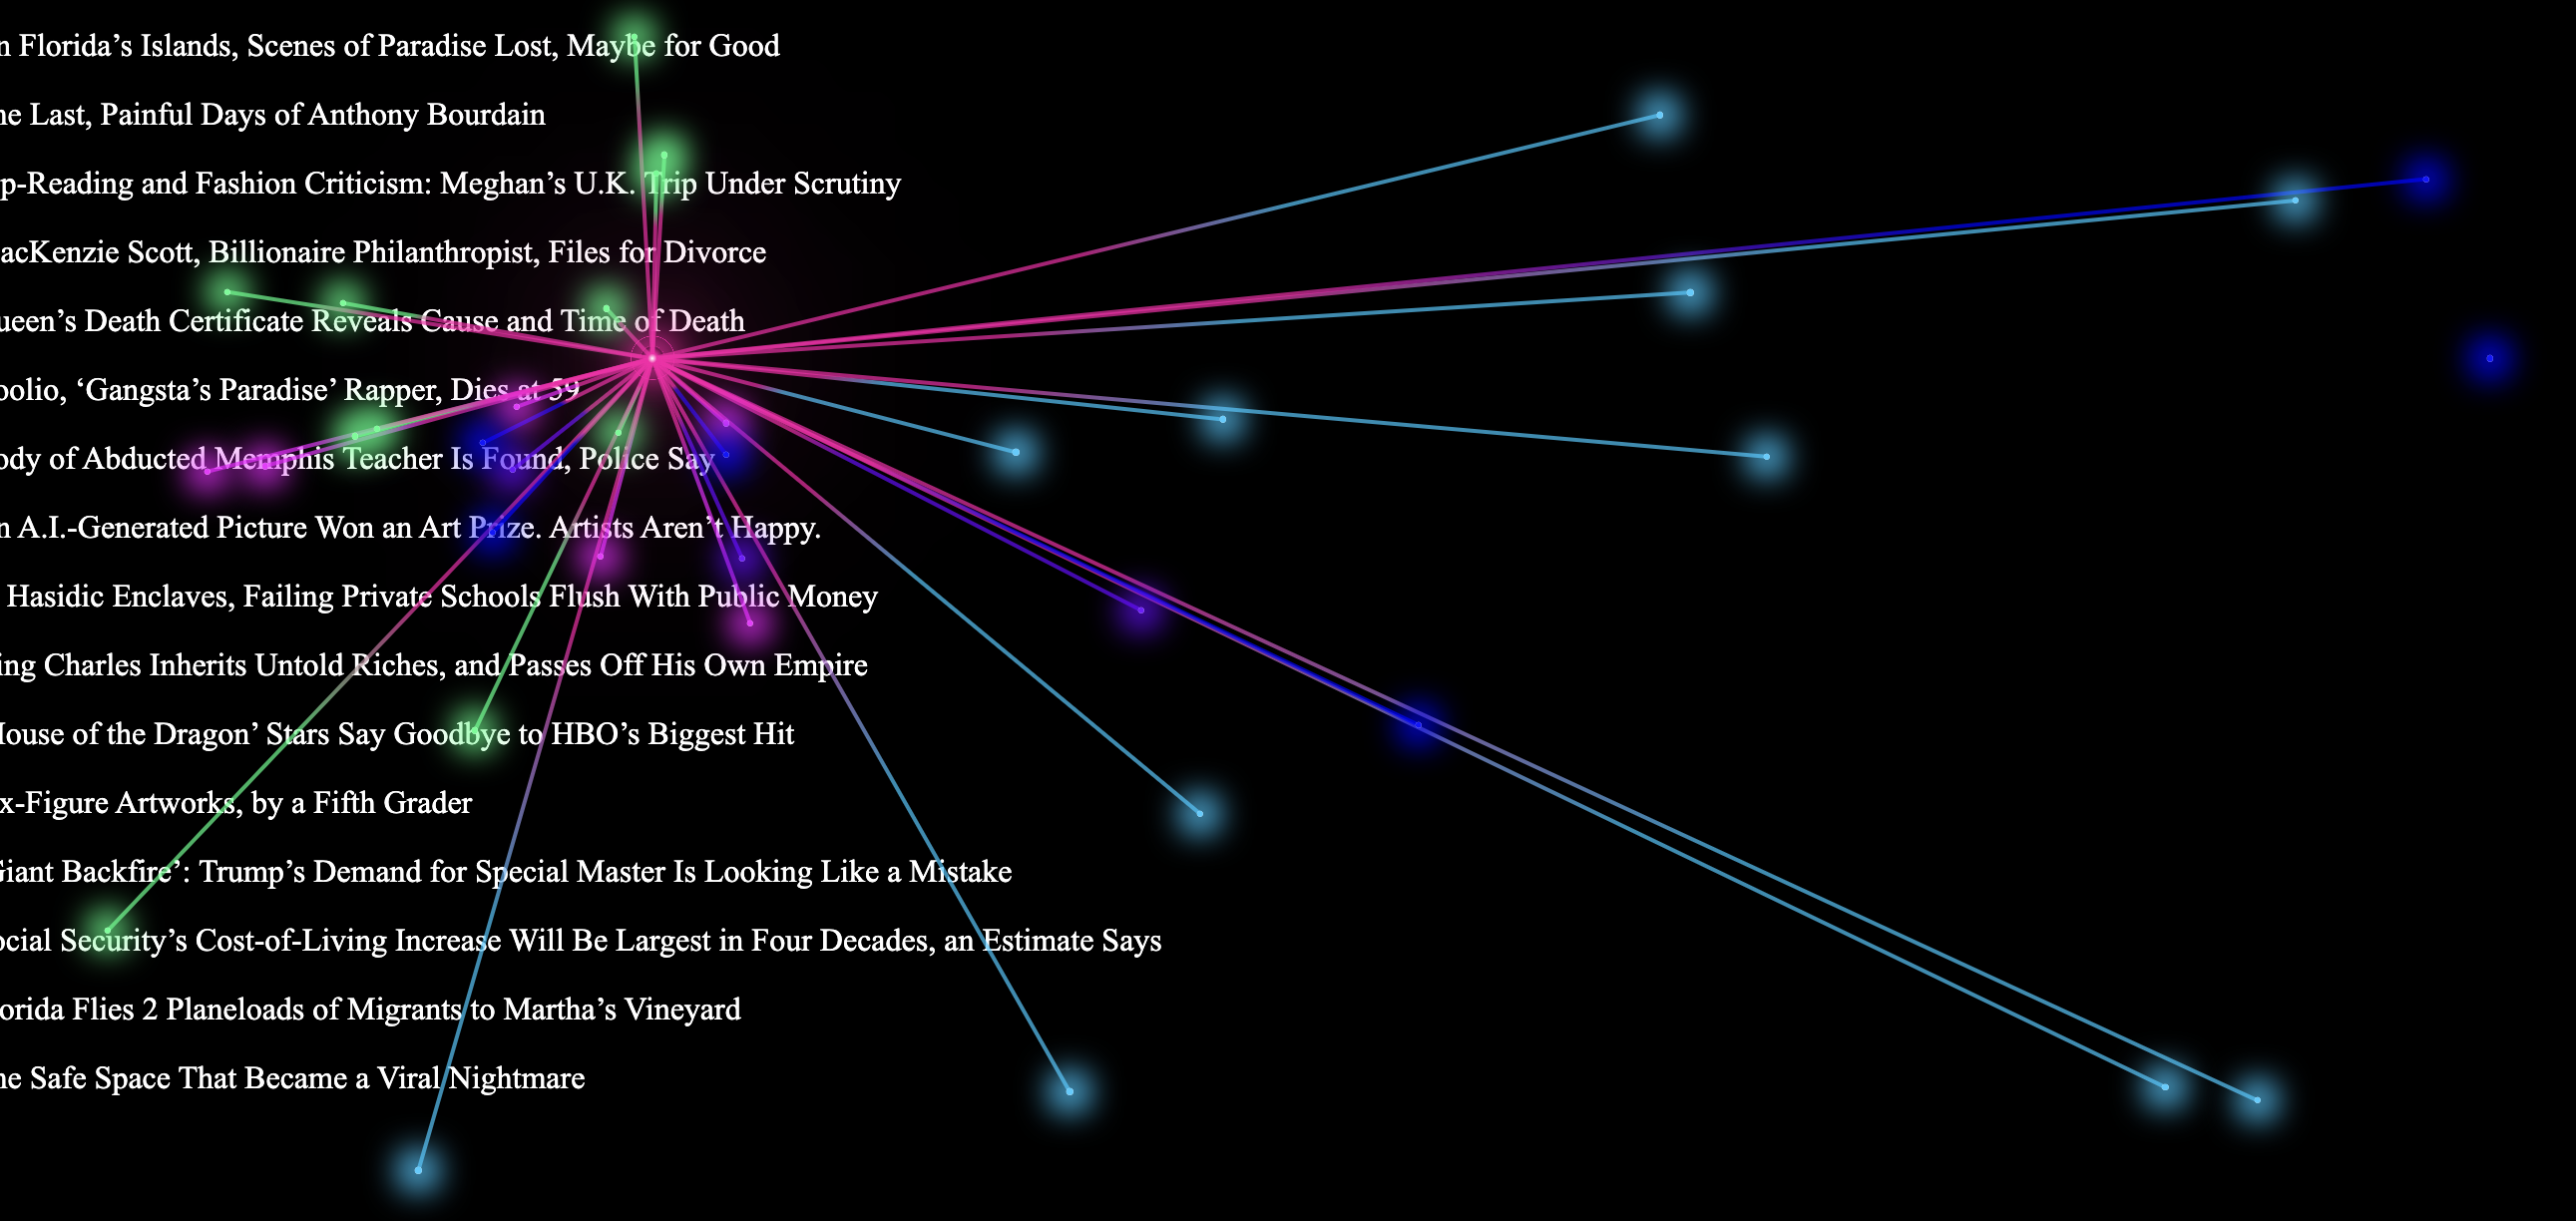 n Florida’s Islands, Scenes of Paradise Lost, Maybe for Good
he Last, Painful Days of Anthony Bourdain
p-Reading and Fashion Criticism: Meghan’s U.K. Trip Under Scrutiny
acKenzie Scott, Billionaire Philanthropist, Files for Divorce
ueen’s Death Certificate Reveals Cause and Time of Death
oolio, ‘Gangsta’s Paradise’ Rapper, Dies at 59
ody of Abducted Memphis Teacher Is Found, Police Say
n A.I.-Generated Picture Won an Art Prize. Artists Aren’t Happy.
Hasidic Enclaves, Failing Private Schools Flush With Public Money
ing Charles Inherits Untold Riches, and Passes Off His Own Empire
House of the Dragon’ Stars Say Goodbye to HBO’s Biggest Hit
x-Figure Artworks, by a Fifth Grader
Giant Backfire’: Trump’s Demand for Special Master Is Looking Like a Mistake
ocial Security’s Cost-of-Living Increase Will Be Largest in Four Decades, an Estimate Says
orida Flies 2 Planeloads of Migrants to Martha’s Vineyard
he Safe Space That Became a Viral Nightmare